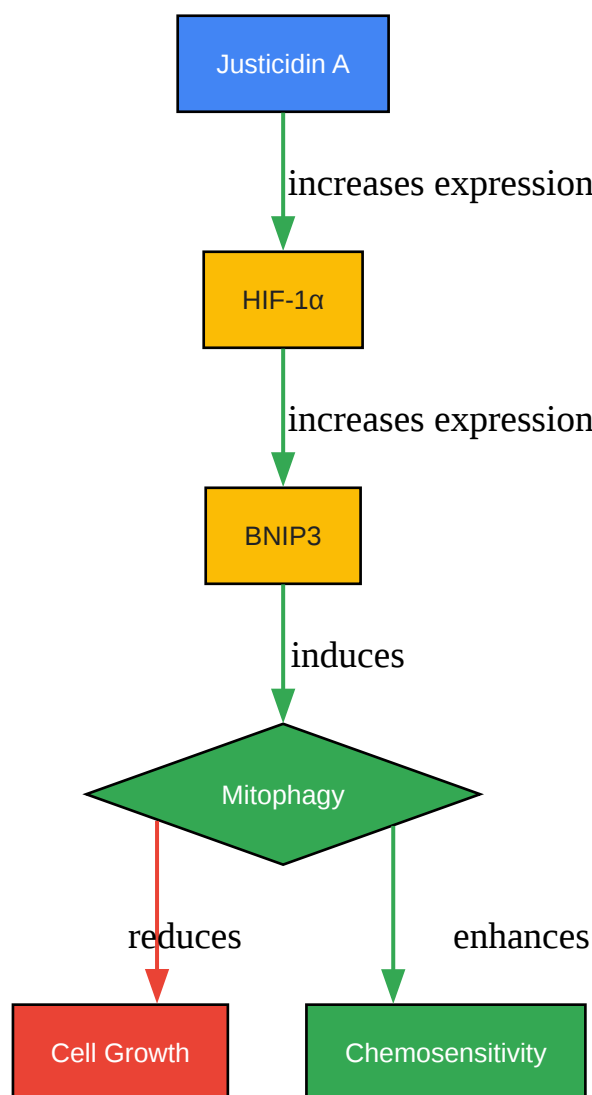 Justicidin A
increases expression
HIF-1α
increases expression
BNIP3
induces
Mitophagy
reduces
enhances
Cell Growth
Chemosensitivity